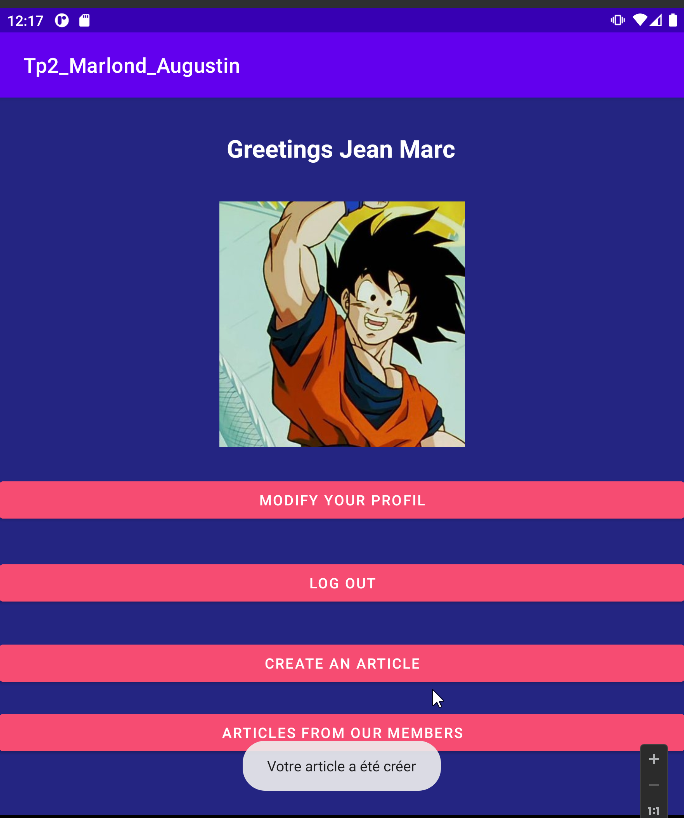 12:17
Tp2_Marlond_Augustin
Greetings Jean Marc
MODIFY YOUR PROFIL
LOG OUT
CREATE AN ARTICLE
ARTICLES FROM OUR MEMBERS
Votre article a été créer
1:1